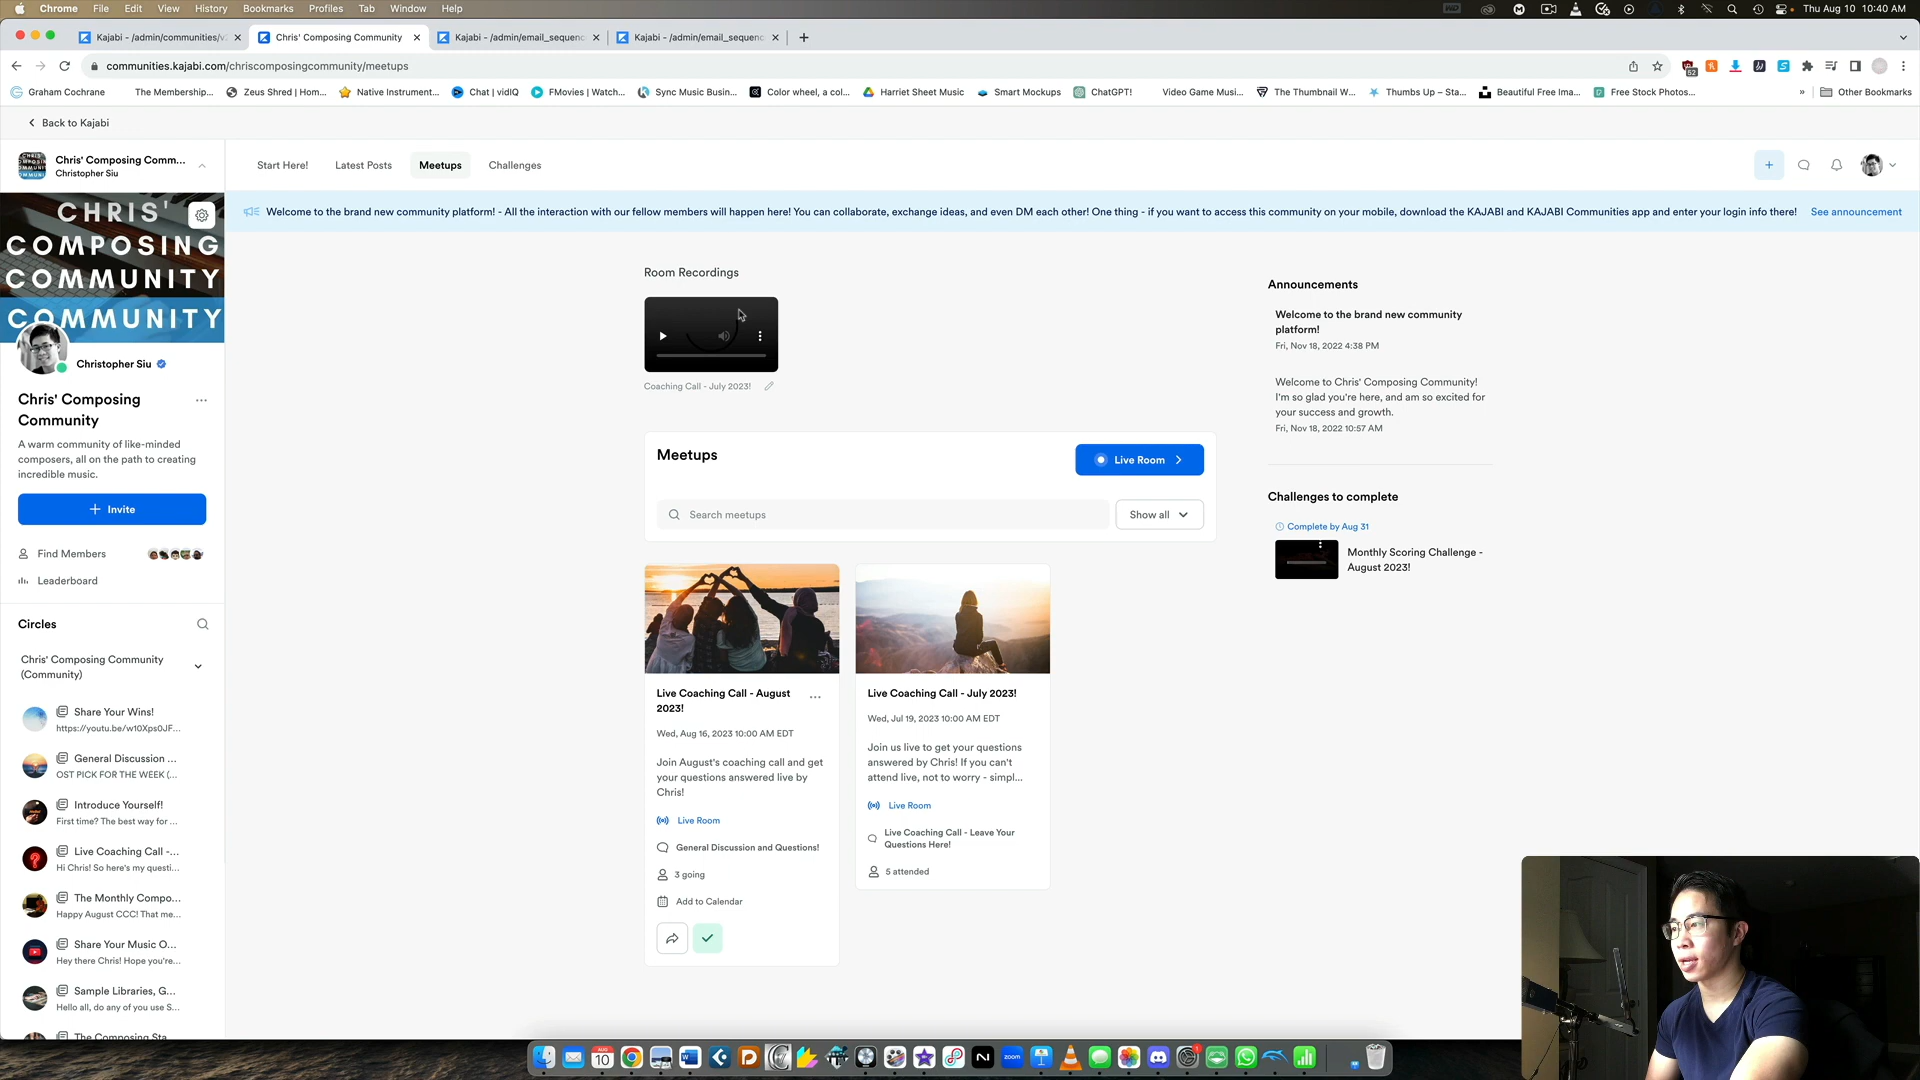 Chrome File Edit View History Bookmarks Profiles Tab Window Help Thu Aug 10 10:40 AM
Kajabi - /admin/communities/v Chris' Composing Community Kajabi - /admin/email_sequenc Kajabi - /admin/email_sequenc
communities.kajabi.com/chriscomposingcommunity/meetups
Graham Cochrane The Membership... Zeus Shred | Hom... Native Instrument... Chat | vidIQ FMovies | Watch... Sync Music Busin... Color wheel, a col... Harriet Sheet Music Smart Mockups ChatGPT! Video Game Musi... The Thumbnail W... Thumbs Up – Sta... Beautiful Free Ima... Free Stock Photos... » Other Bookmarks
Back to Kajabi
Chris' Composing Comm...
Christopher Siu
Start Here! Latest Posts Meetups Challenges
Welcome to the brand new community platform! - All the interaction with our fellow members will happen here! You can collaborate, exchange ideas, and even DM each other! One thing - if you want to access this community on your mobile, download the KAJABI and KAJABI Communities app and enter your login info there! See announcement
CHRIS'
COMPOSING
COMMUNITY
COMMUNITY
Christopher Siu
Chris' Composing
Community
A warm community of like-minded
composers, all on the path to creating
incredible music.
Invite
Find Members
Leaderboard
Circles
Chris' Composing Community
(Community)
Share Your Wins!
https://youtu.be/w10Xps0JF...
General Discussion ...
OST PICK FOR THE WEEK (...
Introduce Yourself!
First time? The best way for ...
Live Coaching Call -...
Hi Chris! So here's my questi...
The Monthly Compo...
Happy August CCC! That me...
Share Your Music O...
Hey there Chris! Hope you're...
Sample Libraries, G...
Hello all, do any of you use S...
The Composing Sta...
Room Recordings
Coaching Call - July 2023!
Meetups
Live Room
Search meetups
Show all
Live Coaching Call - August
2023!
Wed, Aug 16, 2023 10:00 AM EDT
Join August's coaching call and get
your questions answered live by
Chris!
Live Room
General Discussion and Questions!
3 going
Add to Calendar
Live Coaching Call - July 2023!
Wed, Jul 19, 2023 10:00 AM EDT
Join us live to get your questions
answered by Chris! If you can't
attend live, not to worry - simpl...
Live Room
Live Coaching Call - Leave Your
Questions Here!
5 attended
Announcements
Welcome to the brand new community
platform!
Fri, Nov 18, 2022 4:38 PM
Welcome to Chris' Composing Community!
I'm so glad you're here, and am so excited for
your success and growth.
Fri, Nov 18, 2022 10:57 AM
Challenges to complete
Complete by Aug 31
Monthly Scoring Challenge -
August 2023!
AUG
10
zoom